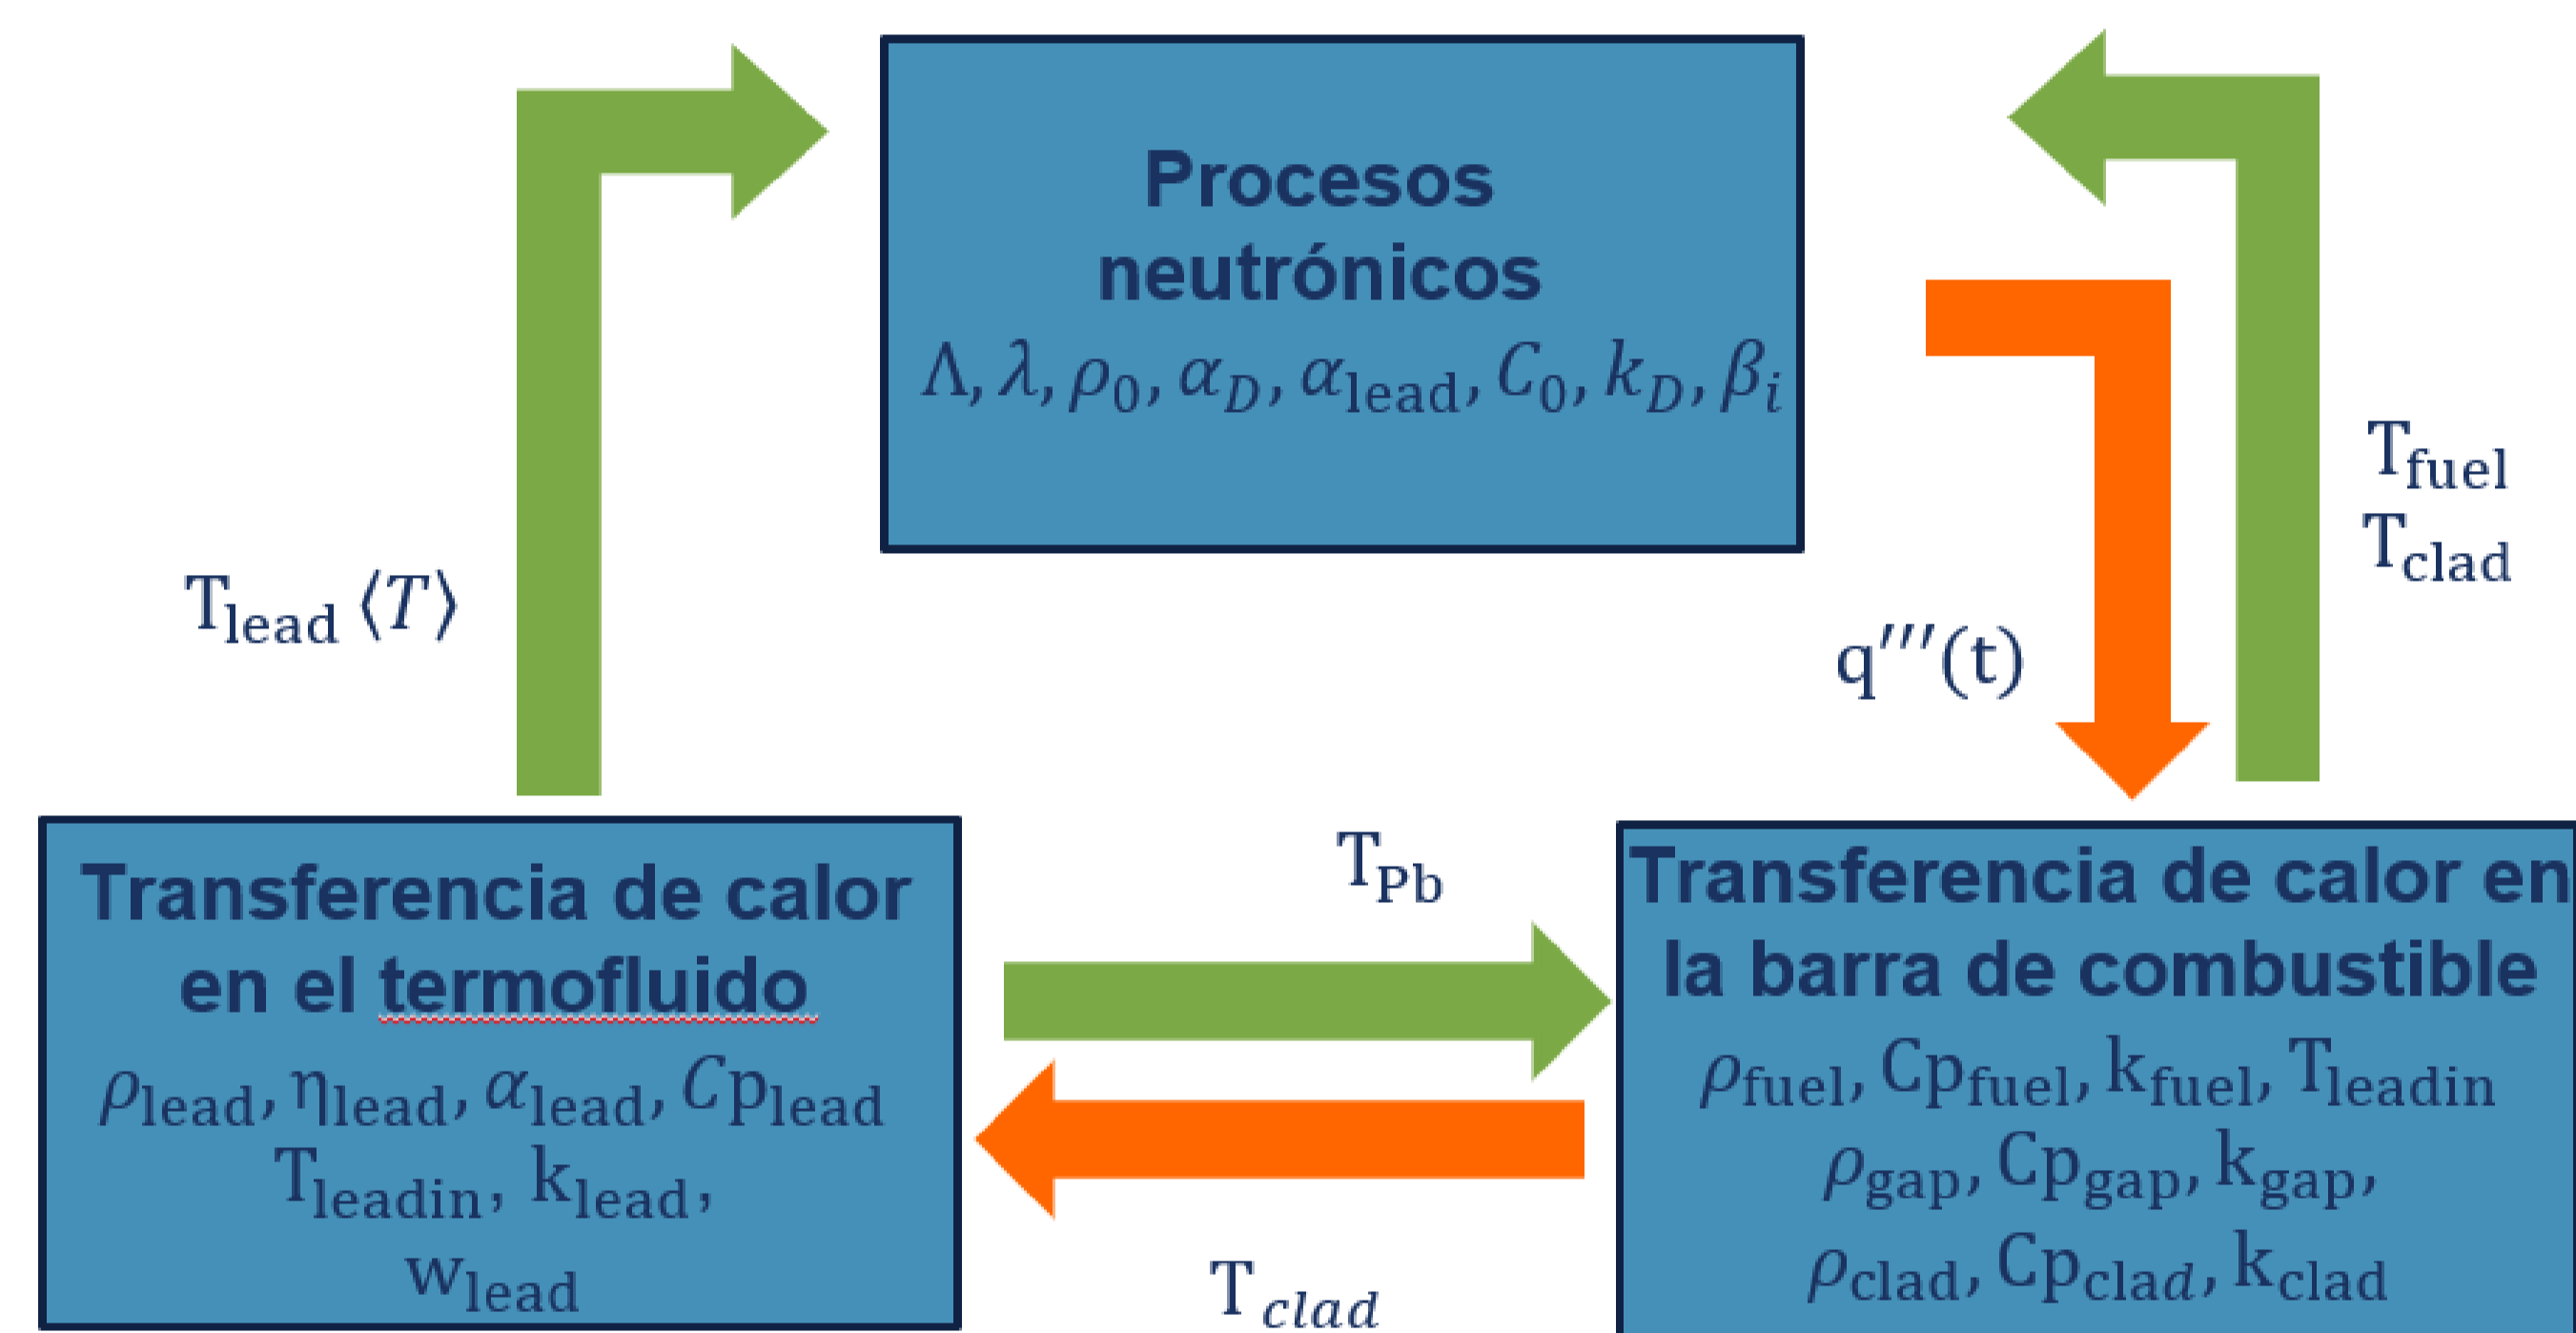 Procesos
neutrónicos
Λ, λ, ρ₀, α_D, α_lead, C₀, k_D, β_i
T_fuel
T_clad
T_lead ⟨T⟩
q′′′(t)
Transferencia de calor
en el termofluido
ρ_lead, η_lead, α_lead, Cp_lead
T_leadin, k_lead,
w_lead
T_Pb
T_clad
Transferencia de calor en
la barra de combustible
ρ_fuel, Cp_fuel, k_fuel, T_leadin
ρ_gap, Cp_gap, k_gap,
ρ_clad, Cp_clad, k_clad